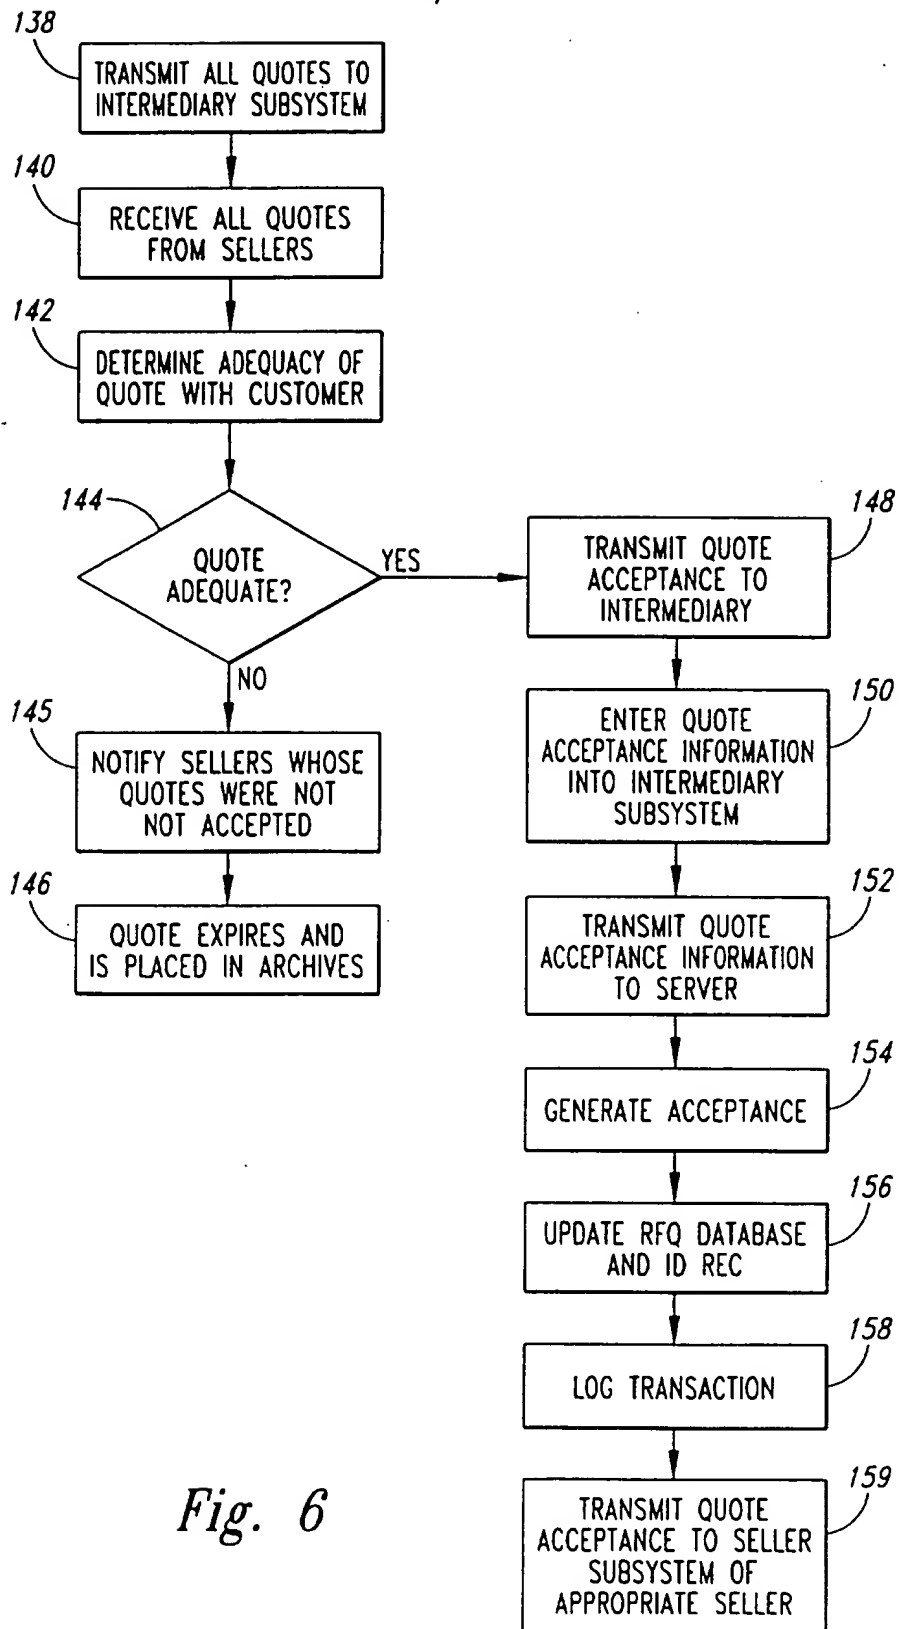 138
TRANSMIT ALL QUOTES TO
INTERMEDIARY SUBSYSTEM
140
RECEIVE ALL QUOTES
FROM SELLERS
142
DETERMINE ADEQUACY OF
QUOTE WITH CUSTOMER
144
QUOTE
ADEQUATE?
YES
NO
145
NOTIFY SELLERS WHOSE
QUOTES WERE NOT
NOT ACCEPTED
146
QUOTE EXPIRES AND
IS PLACED IN ARCHIVES
148
TRANSMIT QUOTE
ACCEPTANCE TO
INTERMEDIARY
150
ENTER QUOTE
ACCEPTANCE INFORMATION
INTO INTERMEDIARY
SUBSYSTEM
152
TRANSMIT QUOTE
ACCEPTANCE INFORMATION
TO SERVER
154
GENERATE ACCEPTANCE
156
UPDATE RFQ DATABASE
AND ID REC
158
LOG TRANSACTION
159
TRANSMIT QUOTE
ACCEPTANCE TO SELLER
SUBSYSTEM OF
APPROPRIATE SELLER
Fig. 6